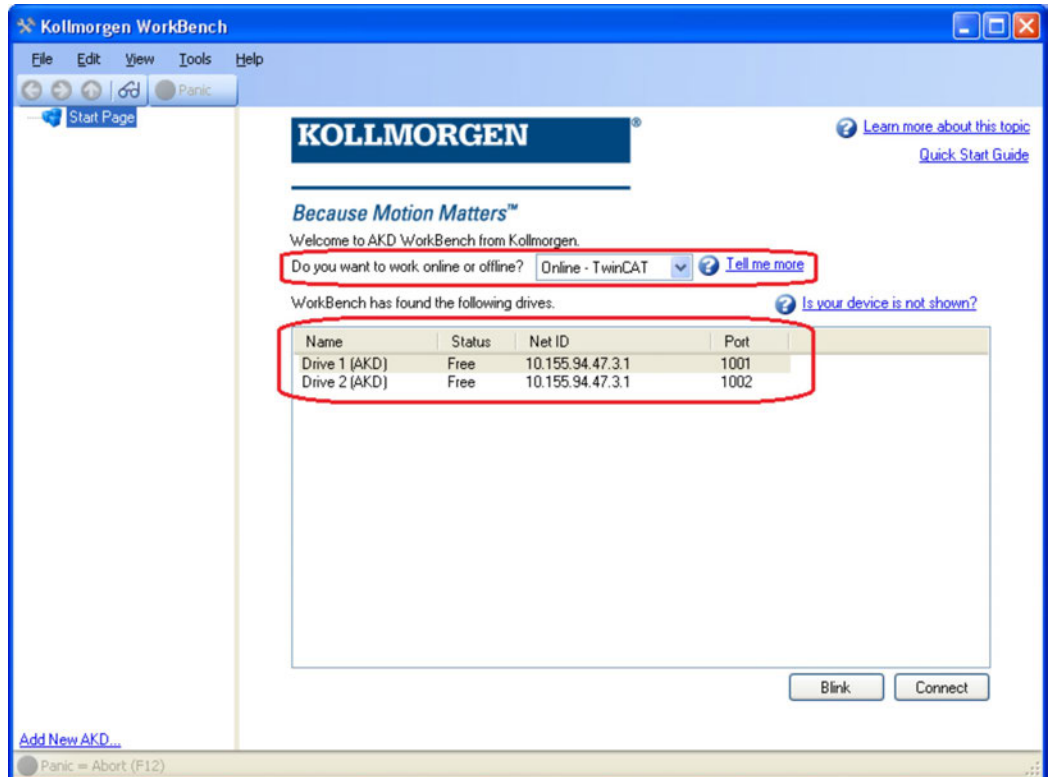 Kollmorgen WorkBench
File Edit View Tools Help
Panic
Start Page
KOLLMORGEN®
Learn more about this topic
Quick Start Guide
Because Motion Matters™
Welcome to AKD WorkBench from Kollmorgen.
Do you want to work online or offline? Online - TwinCAT Tell me more
WorkBench has found the following drives. Is your device is not shown?
Name Status Net ID Port
Drive 1 (AKD) Free 10.155.94.47.3.1 1001
Drive 2 (AKD) Free 10.155.94.47.3.1 1002
Blink Connect
Add New AKD...
Panic = Abort (F12)